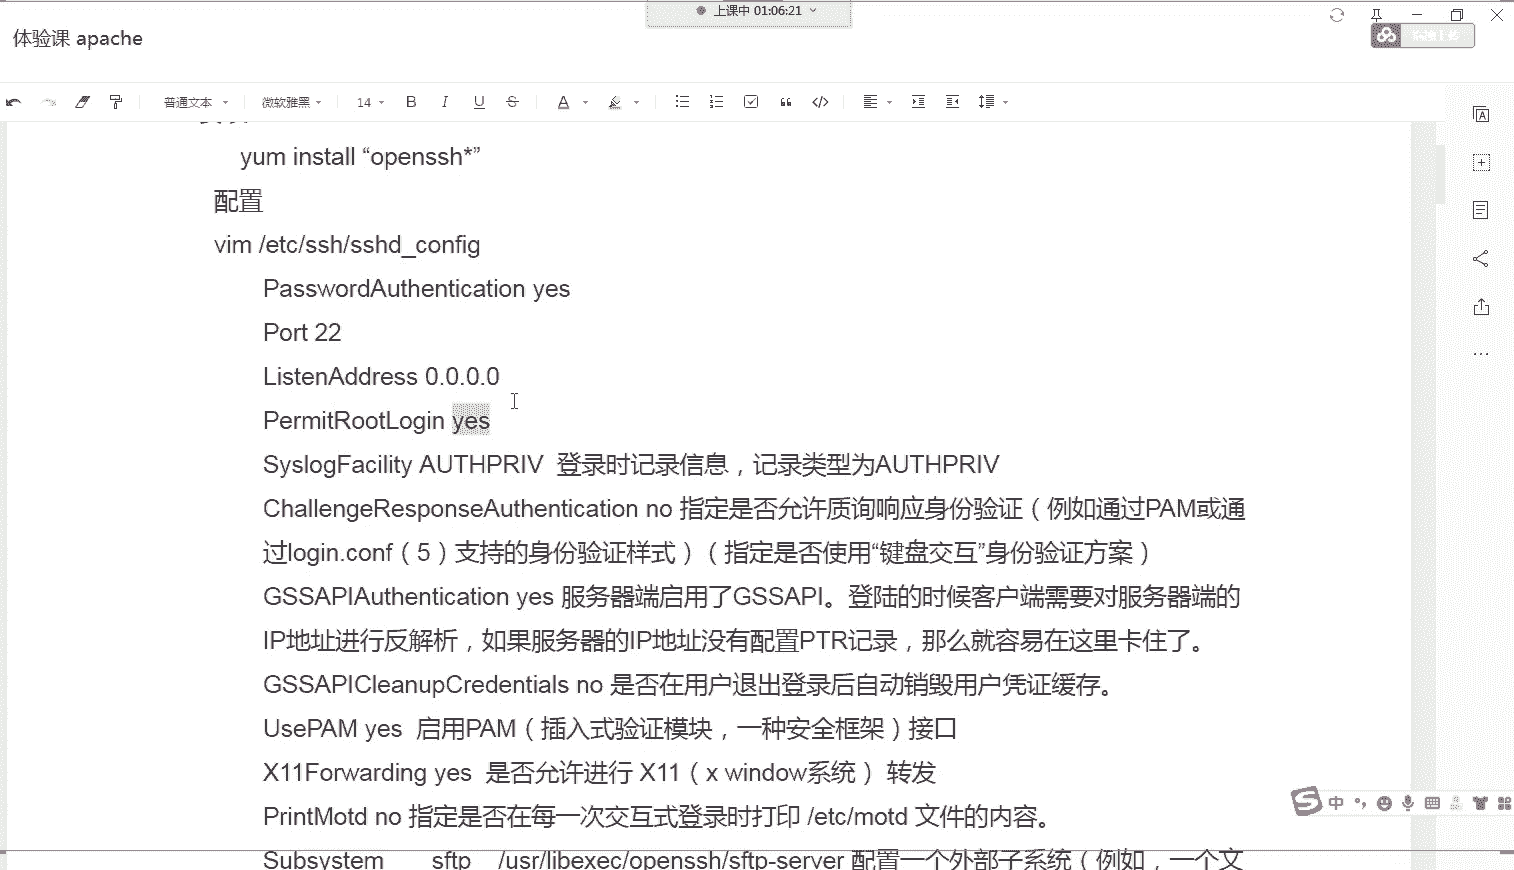 上课中 01:06:21
体验课 apache
普通文本
微软雅黑
14
B I U S A
yum install “openssh*”
配置
vim /etc/ssh/sshd_config
PasswordAuthentication yes
Port 22
ListenAddress 0.0.0.0
PermitRootLogin yes
SyslogFacility AUTHPRIV 登录时记录信息，记录类型为AUTHPRIV
ChallengeResponseAuthentication no 指定是否允许质询响应身份验证（例如通过PAM或通
过login.conf（5）支持的身份验证样式）（指定是否使用“键盘交互”身份验证方案）
GSSAPIAuthentication yes 服务器端启用了GSSAPI。登陆的时候客户端需要对服务器端的
IP地址进行反解析，如果服务器的IP地址没有配置PTR记录，那么就容易在这里卡住了。
GSSAPICleanupCredentials no 是否在用户退出登录后自动销毁用户凭证缓存。
UsePAM yes 启用PAM（插入式验证模块，一种安全框架）接口
X11Forwarding yes 是否允许进行 X11（x window系统） 转发
PrintMotd no 指定是否在每一次交互式登录时打印 /etc/motd 文件的内容。
Subsystem sftp /usr/libexec/openssh/sftp-server 配置一个外部子系统（例如，一个文
中